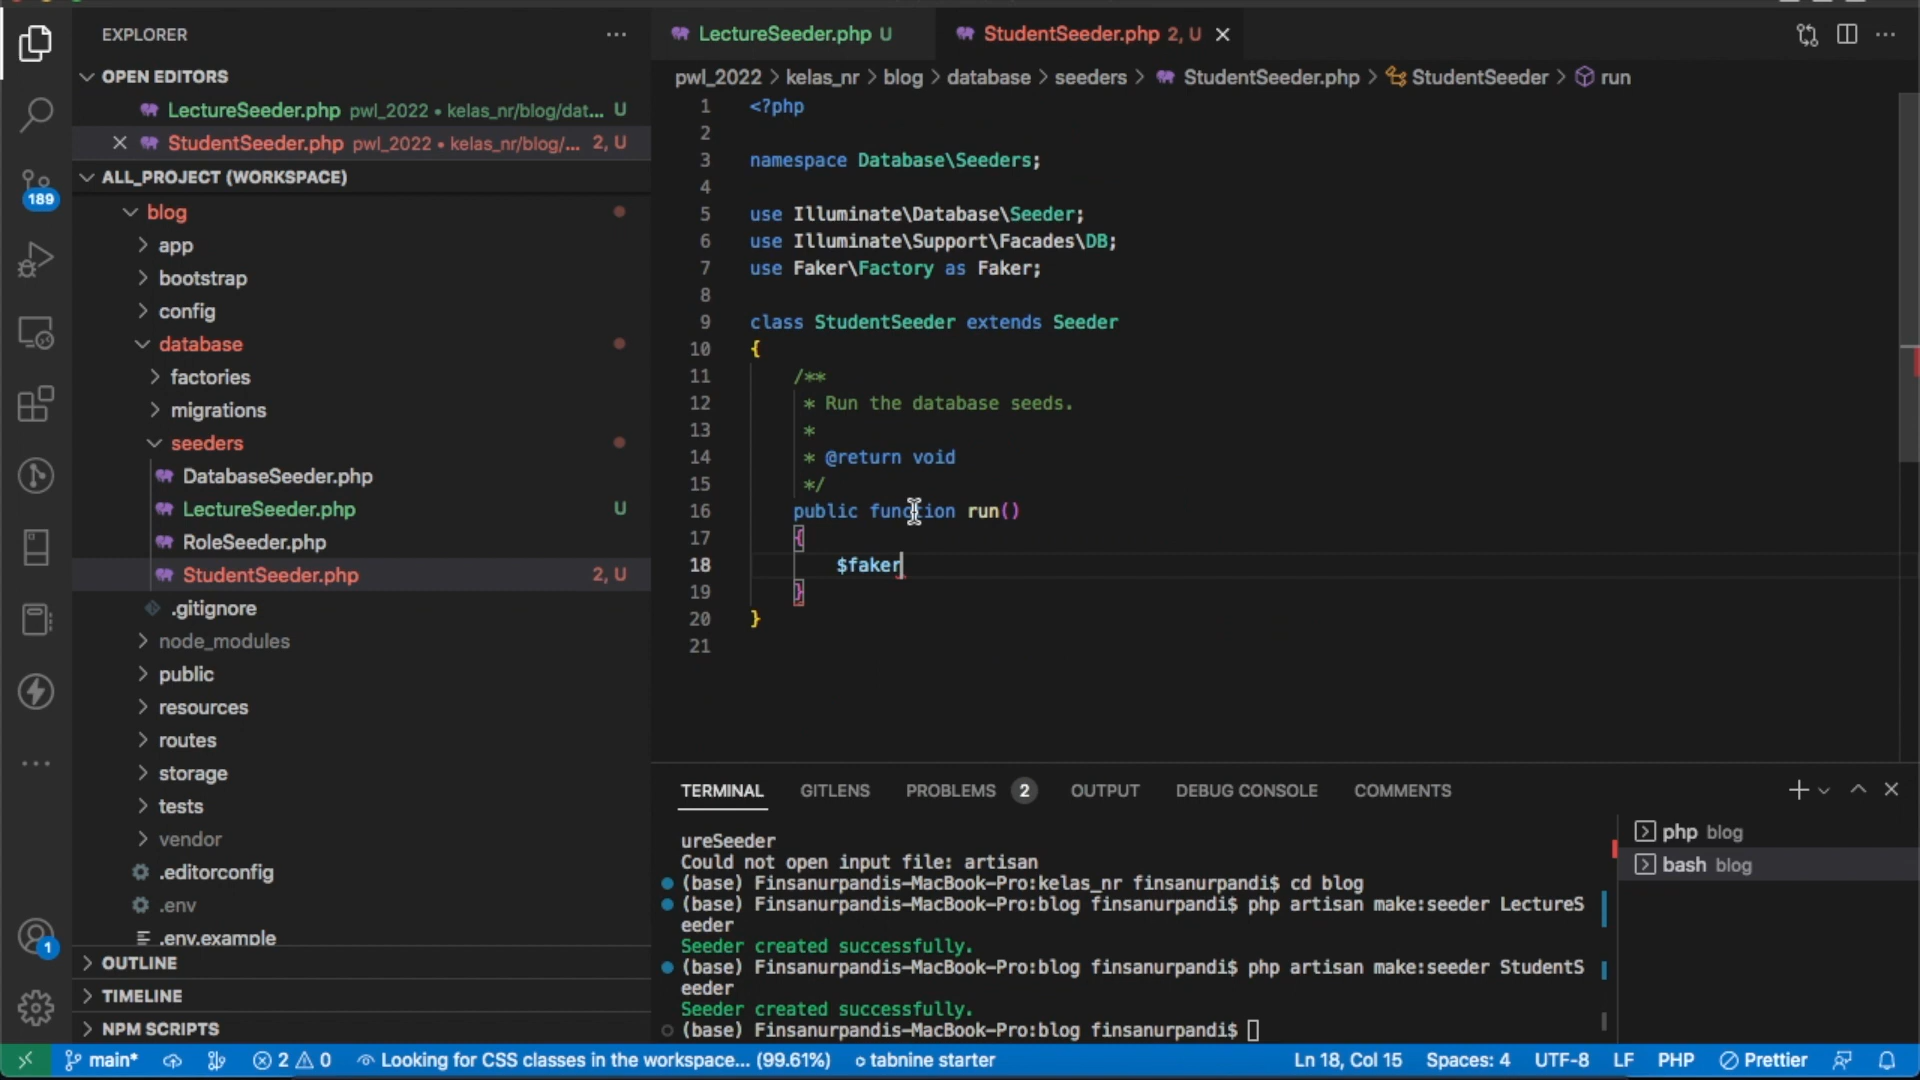 EXPLORER
OPEN EDITORS
LectureSeeder.php pwl_2022 • kelas_nr/blog/dat... U
StudentSeeder.php pwl_2022 • kelas_nr/blog/... 2, U
ALL_PROJECT (WORKSPACE)
189
blog
app
bootstrap
config
database
factories
migrations
seeders
DatabaseSeeder.php
LectureSeeder.php U
RoleSeeder.php
StudentSeeder.php 2, U
.gitignore
node_modules
public
resources
routes
storage
tests
vendor
.editorconfig
.env
.env.example
1
OUTLINE
TIMELINE
NPM SCRIPTS
LectureSeeder.php U
StudentSeeder.php 2, U
pwl_2022 > kelas_nr > blog > database > seeders > StudentSeeder.php > StudentSeeder > run
1 <?php
2
3 namespace Database\Seeders;
4
5 use Illuminate\Database\Seeder;
6 use Illuminate\Support\Facades\DB;
7 use Faker\Factory as Faker;
8
9 class StudentSeeder extends Seeder
10 {
11 /**
12 * Run the database seeds.
13 *
14 * @return void
15 */
16 public function run()
17 {
18 $faker
19 }
20 }
21
TERMINAL GITLENS PROBLEMS 2 OUTPUT DEBUG CONSOLE COMMENTS
ureSeeder
Could not open input file: artisan
(base) Finsanurpandis-MacBook-Pro:kelas_nr finsanurpandi$ cd blog
(base) Finsanurpandis-MacBook-Pro:blog finsanurpandi$ php artisan make:seeder LectureS
eeder
Seeder created successfully.
(base) Finsanurpandis-MacBook-Pro:blog finsanurpandi$ php artisan make:seeder StudentS
eeder
Seeder created successfully.
(base) Finsanurpandis-MacBook-Pro:blog finsanurpandi$
php blog
bash blog
main* 2 0 Looking for CSS classes in the workspace... (99.61%) tabnine starter Ln 18, Col 15 Spaces: 4 UTF-8 LF PHP Prettier